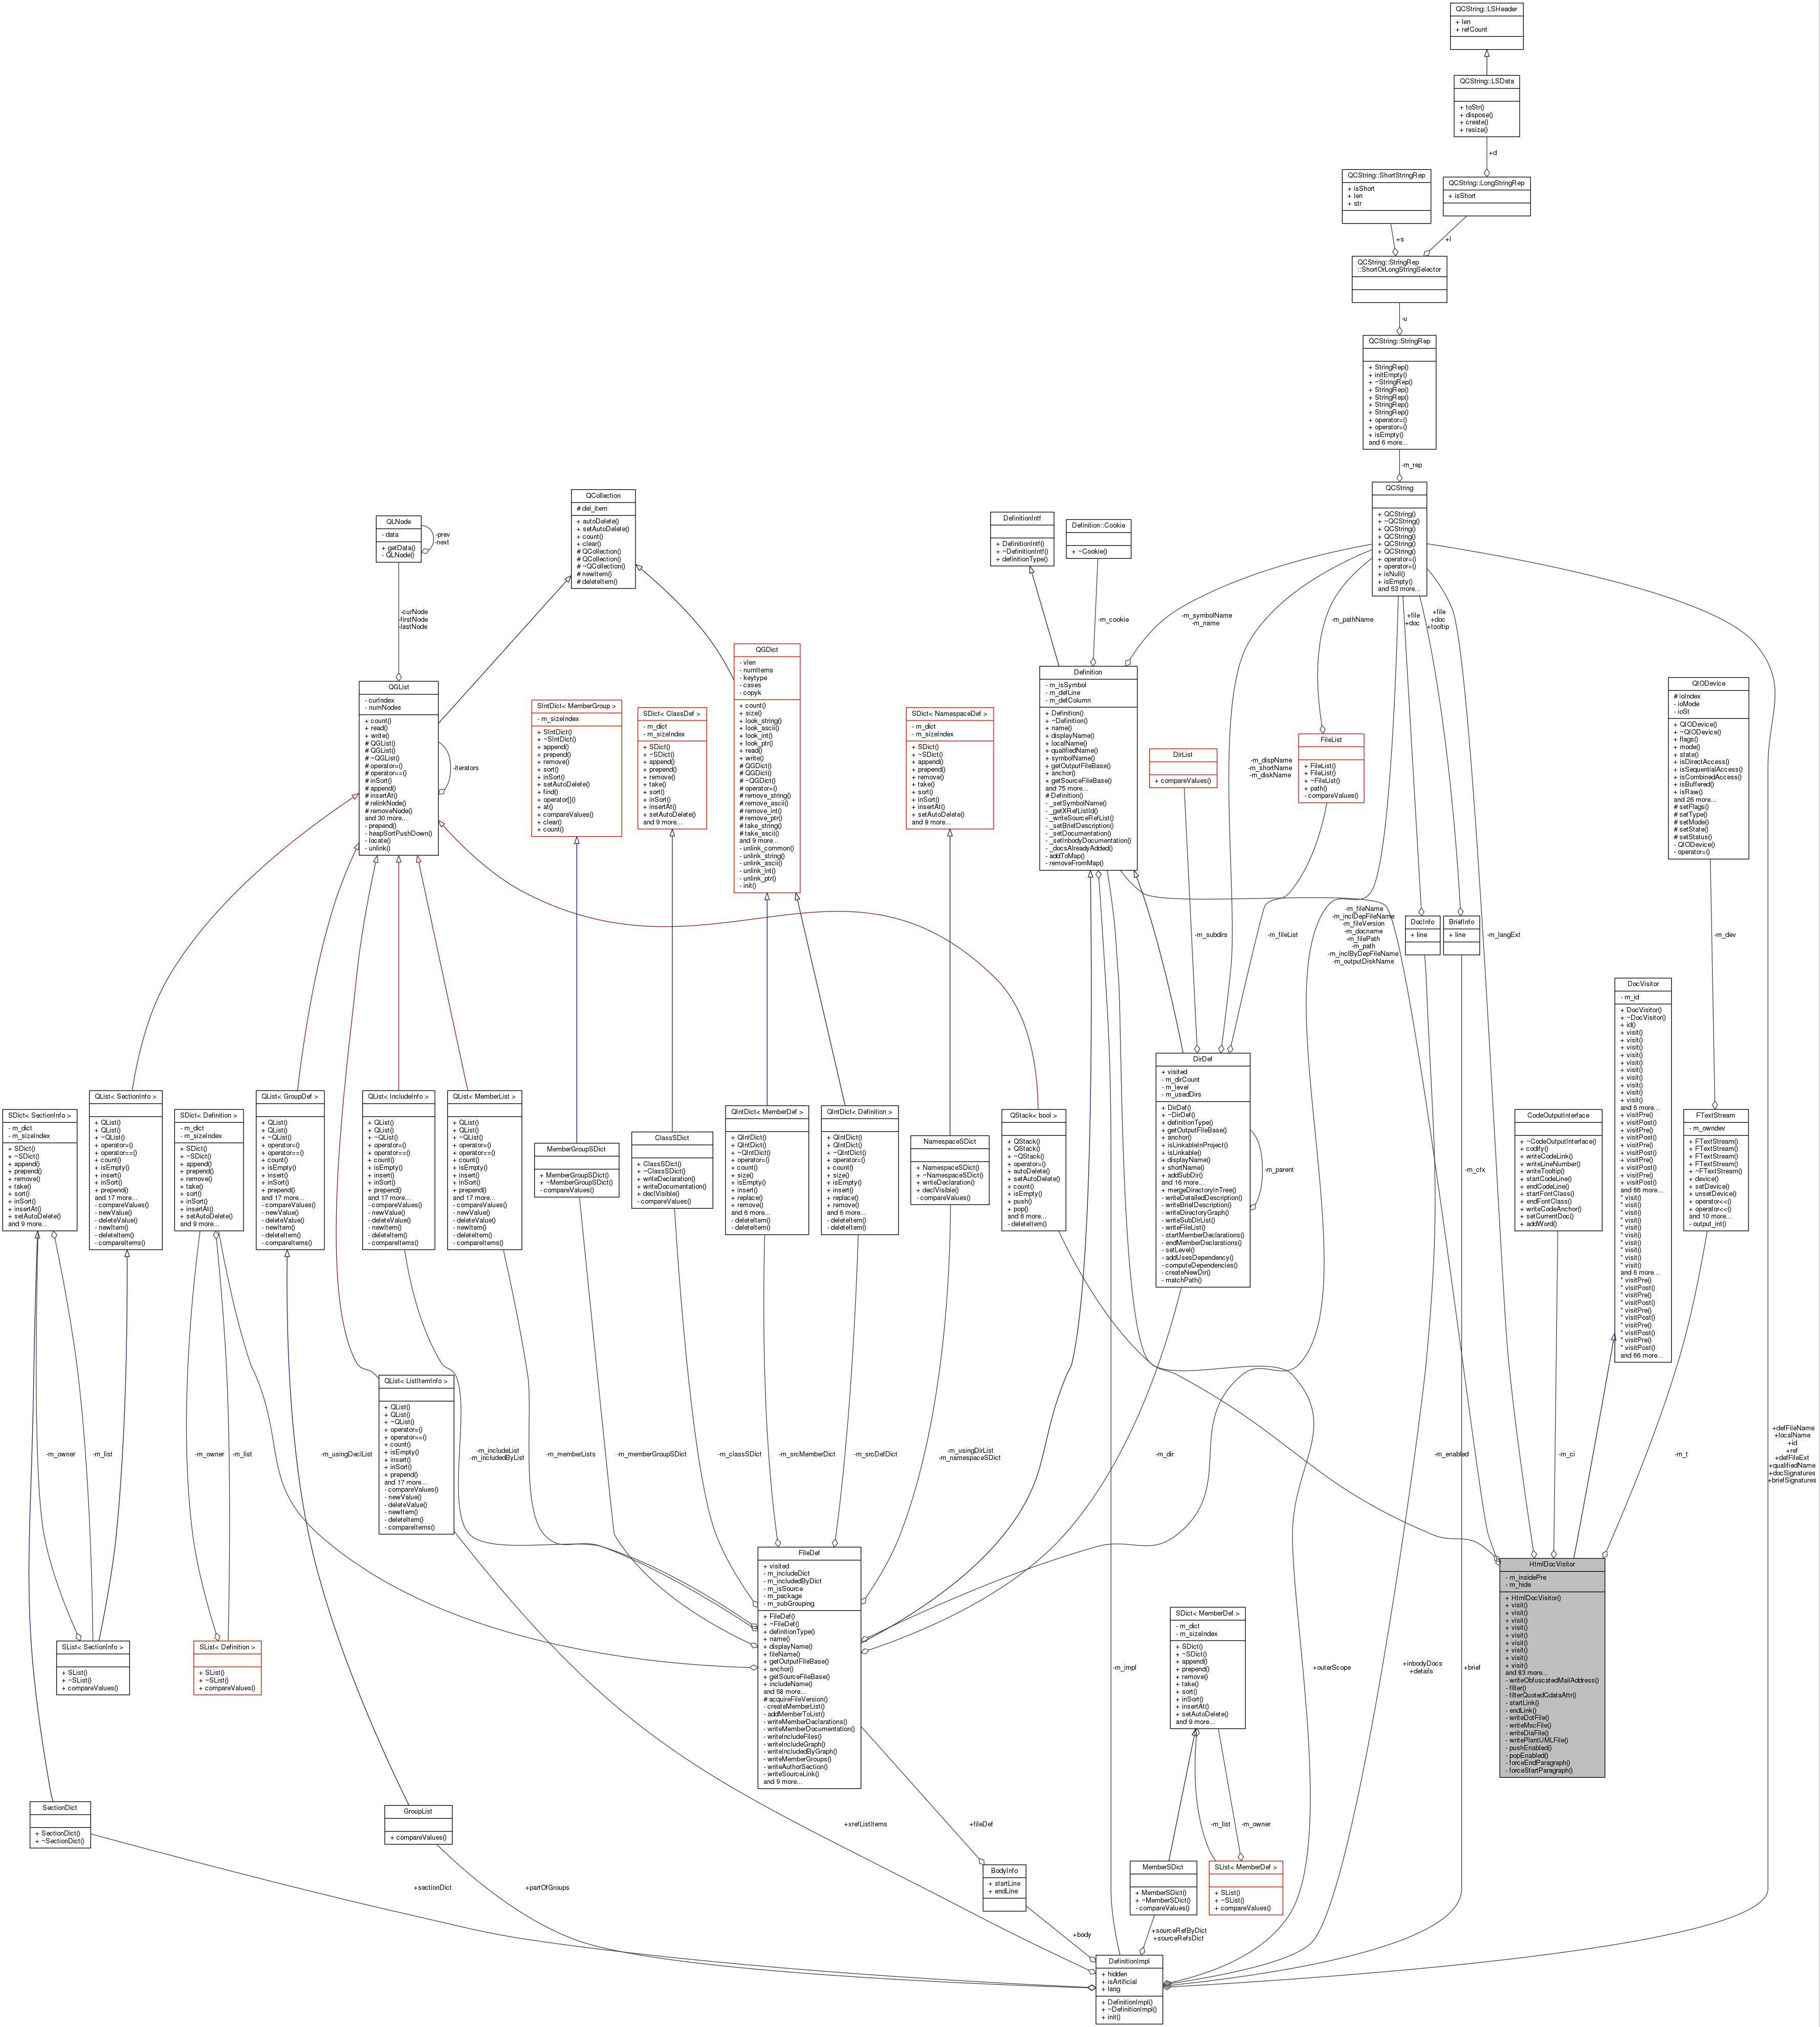 QCString::LSHeader
+ len
+ refCount
QCString::LSData
+ toStr()
+ dispose()
+ create()
+ resize()
+d
QCString::ShortStringRep
+ isShort
+ len
+ str
QCString::LongStringRep
+ isShort
+s
+l
QCString::StringRep
::ShortOrLongStringSelector
-u
QCString::StringRep
+ StringRep()
+ initEmpty()
+ ~StringRep()
+ StringRep()
+ StringRep()
+ StringRep()
+ StringRep()
+ operator=()
+ operator=()
+ isEmpty()
and 6 more...
-m_rep
QCString
+ QCString()
+ ~QCString()
+ QCString()
+ QCString()
+ QCString()
+ QCString()
+ operator=()
+ operator=()
+ isNull()
+ isEmpty()
and 53 more...
QCollection
# del_item
+ autoDelete()
+ setAutoDelete()
+ count()
+ clear()
# QCollection()
# QCollection()
# ~QCollection()
# newItem()
# deleteItem()
QLNode
- data
+ getData()
- QLNode()
-prev
-next
-curNode
-firstNode
-lastNode
DefinitionIntf
+ DefinitionIntf()
+ ~DefinitionIntf()
+ definitionType()
Definition::Cookie
+ ~Cookie()
-m_cookie
-m_symbolName
-m_name
-m_pathName
+file
+doc
+file
+doc
+tooltip
QGList
- curIndex
- numNodes
+ count()
+ read()
+ write()
# QGList()
# QGList()
# ~QGList()
# operator=()
# operator==()
# inSort()
# append()
# insertAt()
# relinkNode()
# removeNode()
and 30 more...
- prepend()
- heapSortPushDown()
- locate()
- unlink()
-iterators
SIntDict< MemberGroup >
- m_sizeIndex
+ SIntDict()
+ ~SIntDict()
+ append()
+ prepend()
+ remove()
+ sort()
+ inSort()
+ setAutoDelete()
+ find()
+ operator[]()
+ at()
+ compareValues()
+ clear()
+ count()
SDict< ClassDef >
- m_dict
- m_sizeIndex
+ SDict()
+ ~SDict()
+ append()
+ prepend()
+ remove()
+ take()
+ sort()
+ inSort()
+ insertAt()
+ setAutoDelete()
and 9 more...
QGDict
- vlen
- numItems
- keytype
- cases
- copyk
+ count()
+ size()
+ look_string()
+ look_ascii()
+ look_int()
+ look_ptr()
+ read()
+ write()
# QGDict()
# QGDict()
# ~QGDict()
# operator=()
# remove_string()
# remove_ascii()
# remove_int()
# remove_ptr()
# take_string()
# take_ascii()
and 9 more...
- unlink_common()
- unlink_string()
- unlink_ascii()
- unlink_int()
- unlink_ptr()
- init()
SDict< NamespaceDef >
- m_dict
- m_sizeIndex
+ SDict()
+ ~SDict()
+ append()
+ prepend()
+ remove()
+ take()
+ sort()
+ inSort()
+ insertAt()
+ setAutoDelete()
and 9 more...
Definition
- m_isSymbol
- m_defLine
- m_defColumn
+ Definition()
+ ~Definition()
+ name()
+ displayName()
+ localName()
+ qualifiedName()
+ symbolName()
+ getOutputFileBase()
+ anchor()
+ getSourceFileBase()
and 75 more...
# Definition()
- _setSymbolName()
- _getXRefListId()
- _writeSourceRefList()
- _setBriefDescription()
- _setDocumentation()
- _setInbodyDocumentation()
- _docsAlreadyAdded()
- addToMap()
- removeFromMap()
DirList
+ compareValues()
-m_dispName
-m_shortName
-m_diskName
FileList
+ FileList()
+ FileList()
+ ~FileList()
+ path()
- compareValues()
QIODevice
# ioIndex
- ioMode
- ioSt
+ QIODevice()
+ ~QIODevice()
+ flags()
+ mode()
+ state()
+ isDirectAccess()
+ isSequentialAccess()
+ isCombinedAccess()
+ isBuffered()
+ isRaw()
and 26 more...
# setFlags()
# setType()
# setMode()
# setState()
# setStatus()
- QIODevice()
- operator=()
-m_subdirs
-m_fileList
-m_fileName
-m_inclDepFileName
-m_fileVersion
-m_docname
-m_filePath
-m_path
-m_inclByDepFileName
-m_outputDiskName
DocInfo
+ line
BriefInfo
+ line
-m_langExt
-m_dev
DocVisitor
- m_id
+ DocVisitor()
+ ~DocVisitor()
+ id()
+ visit()
+ visit()
+ visit()
+ visit()
+ visit()
+ visit()
+ visit()
+ visit()
+ visit()
+ visit()
and 6 more...
+ visitPre()
+ visitPost()
+ visitPre()
+ visitPost()
+ visitPre()
+ visitPost()
+ visitPre()
+ visitPost()
+ visitPre()
+ visitPost()
and 66 more...
* visit()
* visit()
* visit()
* visit()
* visit()
* visit()
* visit()
* visit()
* visit()
* visit()
and 6 more...
* visitPre()
* visitPost()
* visitPre()
* visitPost()
* visitPre()
* visitPost()
* visitPre()
* visitPost()
* visitPre()
* visitPost()
and 66 more...
SDict< SectionInfo >
- m_dict
- m_sizeIndex
+ SDict()
+ ~SDict()
+ append()
+ prepend()
+ remove()
+ take()
+ sort()
+ inSort()
+ insertAt()
+ setAutoDelete()
and 9 more...
QList< SectionInfo >
+ QList()
+ QList()
+ ~QList()
+ operator=()
+ operator==()
+ count()
+ isEmpty()
+ insert()
+ inSort()
+ prepend()
and 17 more...
- compareValues()
- newValue()
- deleteValue()
- newItem()
- deleteItem()
- compareItems()
SDict< Definition >
- m_dict
- m_sizeIndex
+ SDict()
+ ~SDict()
+ append()
+ prepend()
+ remove()
+ take()
+ sort()
+ inSort()
+ insertAt()
+ setAutoDelete()
and 9 more...
QList< GroupDef >
+ QList()
+ QList()
+ ~QList()
+ operator=()
+ operator==()
+ count()
+ isEmpty()
+ insert()
+ inSort()
+ prepend()
and 17 more...
- compareValues()
- newValue()
- deleteValue()
- newItem()
- deleteItem()
- compareItems()
QList< IncludeInfo >
+ QList()
+ QList()
+ ~QList()
+ operator=()
+ operator==()
+ count()
+ isEmpty()
+ insert()
+ inSort()
+ prepend()
and 17 more...
- compareValues()
- newValue()
- deleteValue()
- newItem()
- deleteItem()
- compareItems()
QList< MemberList >
+ QList()
+ QList()
+ ~QList()
+ operator=()
+ operator==()
+ count()
+ isEmpty()
+ insert()
+ inSort()
+ prepend()
and 17 more...
- compareValues()
- newValue()
- deleteValue()
- newItem()
- deleteItem()
- compareItems()
MemberGroupSDict
+ MemberGroupSDict()
+ ~MemberGroupSDict()
- compareValues()
ClassSDict
+ ClassSDict()
+ ~ClassSDict()
+ writeDeclaration()
+ writeDocumentation()
+ declVisible()
- compareValues()
QIntDict< MemberDef >
+ QIntDict()
+ QIntDict()
+ ~QIntDict()
+ operator=()
+ count()
+ size()
+ isEmpty()
+ insert()
+ replace()
+ remove()
and 6 more...
- deleteItem()
- deleteItem()
QIntDict< Definition >
+ QIntDict()
+ QIntDict()
+ ~QIntDict()
+ operator=()
+ count()
+ size()
+ isEmpty()
+ insert()
+ replace()
+ remove()
and 6 more...
- deleteItem()
- deleteItem()
NamespaceSDict
+ NamespaceSDict()
+ ~NamespaceSDict()
+ writeDeclaration()
+ declVisible()
- compareValues()
QStack< bool >
+ QStack()
+ QStack()
+ ~QStack()
+ operator=()
+ autoDelete()
+ setAutoDelete()
+ count()
+ isEmpty()
+ push()
+ pop()
and 6 more...
- deleteItem()
DirDef
+ visited
- m_dirCount
- m_level
- m_usedDirs
+ DirDef()
+ ~DirDef()
+ definitionType()
+ getOutputFileBase()
+ anchor()
+ isLinkableInProject()
+ isLinkable()
+ displayName()
+ shortName()
+ addSubDir()
and 16 more...
+ mergeDirectoryInTree()
- writeDetailedDescription()
- writeBriefDescription()
- writeDirectoryGraph()
- writeSubDirList()
- writeFileList()
- startMemberDeclarations()
- endMemberDeclarations()
- setLevel()
- addUsesDependency()
- computeDependencies()
- createNewDir()
- matchPath()
-m_parent
-m_ctx
CodeOutputInterface
+ ~CodeOutputInterface()
+ codify()
+ writeCodeLink()
+ writeLineNumber()
+ writeTooltip()
+ startCodeLine()
+ endCodeLine()
+ startFontClass()
+ endFontClass()
+ writeCodeAnchor()
+ setCurrentDoc()
+ addWord()
FTextStream
- m_owndev
+ FTextStream()
+ FTextStream()
+ FTextStream()
+ FTextStream()
+ ~FTextStream()
+ device()
+ setDevice()
+ unsetDevice()
+ operator<<()
+ operator<<()
and 10 more...
- output_int()
QList< ListItemInfo >
+ QList()
+ QList()
+ ~QList()
+ operator=()
+ operator==()
+ count()
+ isEmpty()
+ insert()
+ inSort()
+ prepend()
and 17 more...
- compareValues()
- newValue()
- deleteValue()
- newItem()
- deleteItem()
- compareItems()
-m_owner
-m_list
-m_owner
-m_list
-m_usingDeclList
-m_includeList
-m_includedByList
-m_memberLists
-m_memberGroupSDict
-m_classSDict
-m_srcMemberDict
-m_srcDefDict
-m_usingDirList
-m_namespaceSDict
-m_dir
-m_enabled
-m_ci
-m_t
+defFileName
+localName
+id
+ref
+defFileExt
+qualifiedName
+docSignatures
+briefSignatures
FileDef
+ visited
- m_includeDict
- m_includedByDict
- m_isSource
- m_package
- m_subGrouping
+ FileDef()
+ ~FileDef()
+ definitionType()
+ name()
+ displayName()
+ fileName()
+ getOutputFileBase()
+ anchor()
+ getSourceFileBase()
+ includeName()
and 58 more...
# acquireFileVersion()
- createMemberList()
- addMemberToList()
- writeMemberDeclarations()
- writeMemberDocumentation()
- writeIncludeFiles()
- writeIncludeGraph()
- writeIncludedByGraph()
- writeMemberGroups()
- writeAuthorSection()
- writeSourceLink()
and 9 more...
HtmlDocVisitor
- m_insidePre
- m_hide
+ HtmlDocVisitor()
+ visit()
+ visit()
+ visit()
+ visit()
+ visit()
+ visit()
+ visit()
+ visit()
+ visit()
and 83 more...
- writeObfuscatedMailAddress()
- filter()
- filterQuotedCdataAttr()
- startLink()
- endLink()
- writeDotFile()
- writeMscFile()
- writeDiaFile()
- writePlantUMLFile()
- pushEnabled()
- popEnabled()
- forceEndParagraph()
- forceStartParagraph()
SList< SectionInfo >
+ SList()
+ ~SList()
+ compareValues()
SList< Definition >
+ SList()
+ ~SList()
+ compareValues()
SDict< MemberDef >
- m_dict
- m_sizeIndex
+ SDict()
+ ~SDict()
+ append()
+ prepend()
+ remove()
+ take()
+ sort()
+ inSort()
+ insertAt()
+ setAutoDelete()
and 9 more...
-m_impl
+outerScope
+inbodyDocs
+details
+brief
SectionDict
+ SectionDict()
+ ~SectionDict()
GroupList
+ compareValues()
+xrefListItems
+fileDef
-m_list
-m_owner
BodyInfo
+ startLine
+ endLine
MemberSDict
+ MemberSDict()
+ ~MemberSDict()
- compareValues()
SList< MemberDef >
+ SList()
+ ~SList()
+ compareValues()
+sectionDict
+partOfGroups
+body
+sourceRefByDict
+sourceRefsDict
DefinitionImpl
+ hidden
+ isArtificial
+ lang
+ DefinitionImpl()
+ ~DefinitionImpl()
+ init()